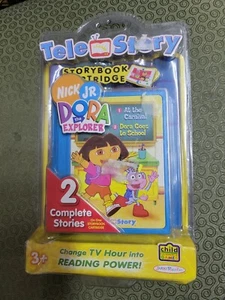 Tele Story
STORYBOOK
CARTRIDGE
NICK JR
DORA
THE
EXPLORER
At the
Carnival
Dora Goes
to School
2
Complete
Stories
Story
3+
Change TV Hour into
READING POWER!
child